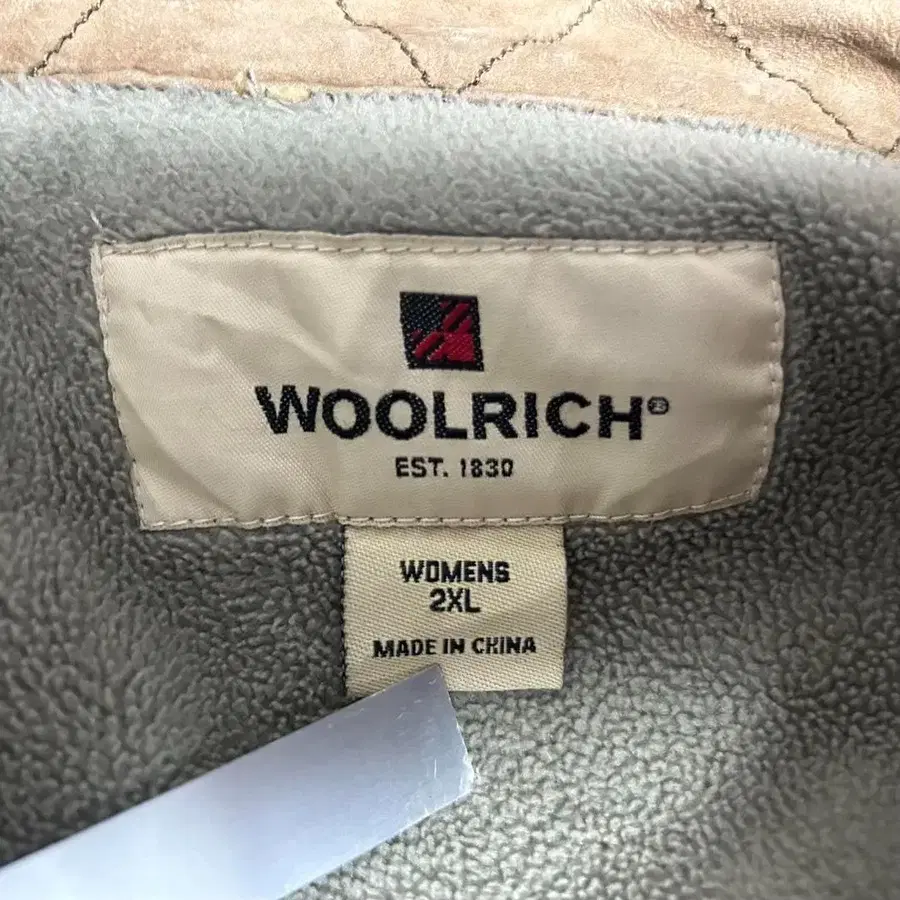 WOOLRICH®
EST. 1830
WOMENS
2XL
MADE IN CHINA